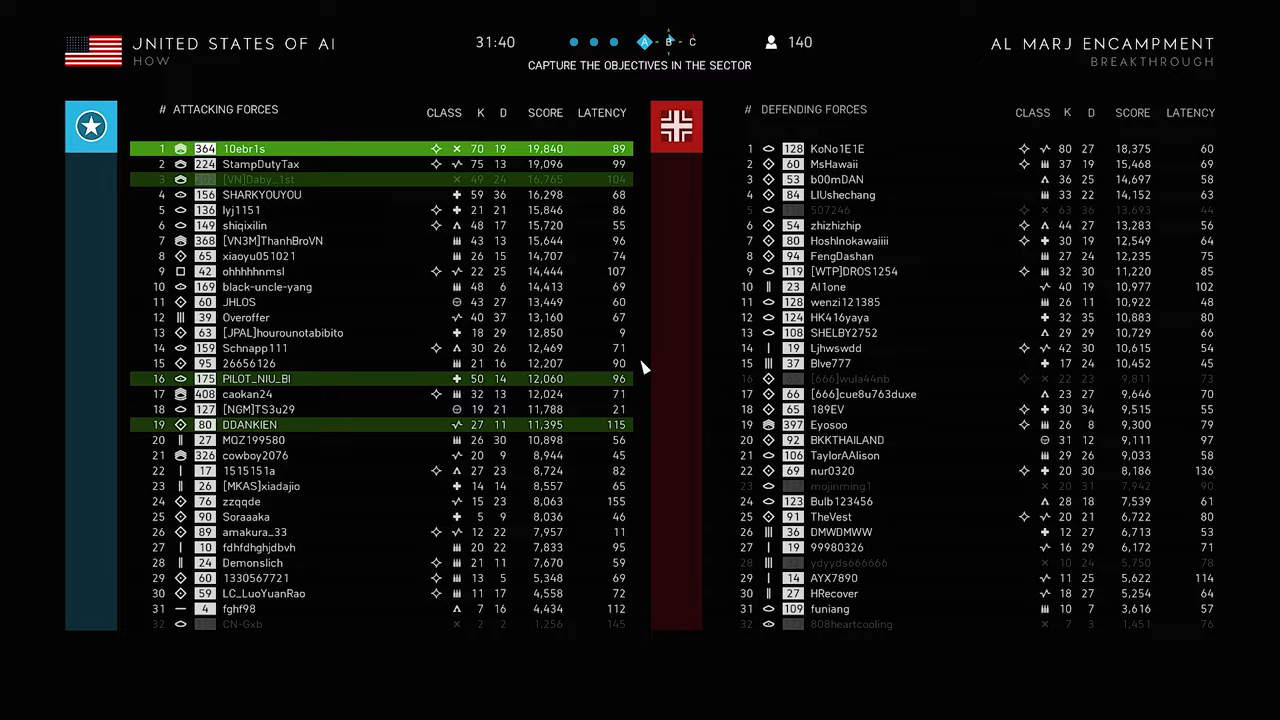 JNITED STATES OF AI
HOW
31:40
A B C
140
CAPTURE THE OBJECTIVES IN THE SECTOR
AL MARJ ENCAMPMENT
BREAKTHROUGH
# ATTACKING FORCES CLASS K D SCORE LATENCY
1 364 10ebr1s 70 19 19,840 89
2 224 StampDutyTax 75 13 19,096 99
3 [VN]Daby_1st 49 24 16,765 104
4 156 SHARKYOUYOU 59 36 16,298 68
5 136 lyj1151 21 21 15,846 86
6 149 shiqixilin 48 17 15,720 55
7 368 [VN3M]ThanhBroVN 43 13 15,644 96
8 65 xiaoyu051021 26 15 14,707 74
9 42 ohhhhhnmsl 22 25 14,444 107
10 169 black-uncle-yang 48 6 14,413 69
11 60 JHLOS 43 27 13,449 60
12 39 Overoffer 40 37 13,160 67
13 63 [JPAL]hourounotabibito 18 29 12,850 9
14 159 Schnapp111 30 26 12,469 71
15 95 26656126 21 16 12,207 90
16 175 PILOT_NIU_BI 50 14 12,060 96
17 408 caokan24 32 13 12,024 71
18 127 [NGM]TS3u29 19 21 11,788 21
19 80 DDANKIEN 27 11 11,395 115
20 27 MQZ199580 26 30 10,898 56
21 326 cowboy2076 20 9 8,944 45
22 17 1515151a 27 23 8,724 82
23 26 [MKAS]xiadajio 14 14 8,557 65
24 76 zzqqde 15 23 8,063 155
25 90 Soraaaka 5 9 8,036 46
26 89 amakura_33 12 22 7,957 11
27 10 fdhfdhghjdbvh 20 22 7,833 95
28 24 Demonslich 21 11 7,670 59
29 60 1330567721 13 5 5,348 69
30 59 LC_LuoYuanRao 11 17 4,558 72
31 4 fghf98 7 16 4,434 112
32 CN-Gxb 2 2 1,256 145
# DEFENDING FORCES CLASS K D SCORE LATENCY
1 128 KoNo1E1E 80 27 18,375 60
2 60 MsHawaii 37 19 15,468 69
3 53 b00mDAN 36 25 14,697 58
4 84 LIUshechang 33 22 14,152 63
5 507246 63 36 13,693 44
6 54 zhizhizhip 44 27 13,283 56
7 80 HoshInokawaiiii 30 19 12,549 64
8 94 FengDashan 27 24 12,235 75
9 119 [WTP]DROS1254 32 30 11,220 85
10 23 Al1one 40 19 10,977 102
11 128 wenzi121385 26 11 10,922 48
12 124 HK416yaya 32 35 10,883 80
13 108 SHELBY2752 29 29 10,729 66
14 19 Ljhwswdd 42 30 10,615 54
15 37 Blve777 17 24 10,452 45
16 [666]wula44nb 22 23 9,811 73
17 66 [666]cue8u763duxe 23 27 9,646 70
18 65 189EV 30 34 9,515 55
19 397 Eyosoo 26 8 9,300 79
20 92 BKKTHAILAND 31 12 9,111 97
21 106 TaylorAAlison 29 26 9,033 58
22 69 nur0320 20 30 8,186 136
23 mojinming1 20 31 7,942 90
24 123 Bulb123456 28 18 7,539 61
25 91 TheVest 20 21 6,722 80
26 36 DMWDMWW 12 27 6,713 53
27 19 99980326 16 29 6,172 71
28 ydyyds666666 10 24 5,750 78
29 14 AYX7890 11 25 5,622 114
30 27 HRecover 18 27 5,254 64
31 109 funiang 10 7 3,616 57
32 808heartcooling 7 3 1,451 76